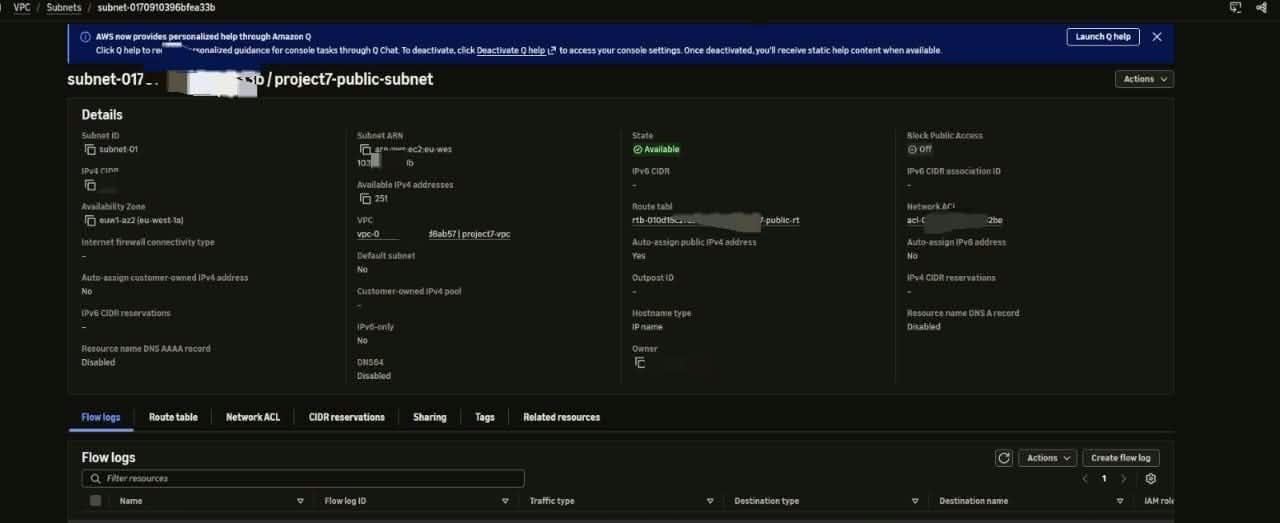 VPC / Subnets / subnet-0170910396bfea33b
AWS now provides personalized help through Amazon Q
Click Q help to personalized guidance for console tasks through Q Chat. To deactivate, click Deactivate Q help to access your console settings. Once deactivated, you'll receive static help content when available.
Launch Q help
subnet-017 / project7-public-subnet
Actions
Details
Subnet ID
subnet-01
IPv4 CIDR
Availability Zone
euw1-az2 (eu-west-1a)
Internet firewall connectivity type
–
Auto-assign customer-owned IPv4 address
No
IPv6 CIDR reservations
–
Resource name DNS AAAA record
Disabled
Subnet ARN
:ec2:eu-wes
103
Available IPv4 addresses
251
VPC
vpc-0 d6ab57 | project7-vpc
Default subnet
No
Customer-owned IPv4 pool
–
IPv6-only
No
DNS64
Disabled
State
Available
IPv6 CIDR
–
Route tabl
-public-rt
Auto-assign public IPv4 address
Yes
Outpost ID
–
Hostname type
IP name
Owner
Block Public Access
Off
IPv6 CIDR association ID
–
Network ACL
2be
Auto-assign IPv6 address
No
IPv4 CIDR reservations
–
Resource name DNS A record
Disabled
Flow logs Route table Network ACL CIDR reservations Sharing Tags Related resources
Flow logs
Actions Create flow log
Filter resources
1
Name Flow log ID Traffic type Destination type Destination name IAM role